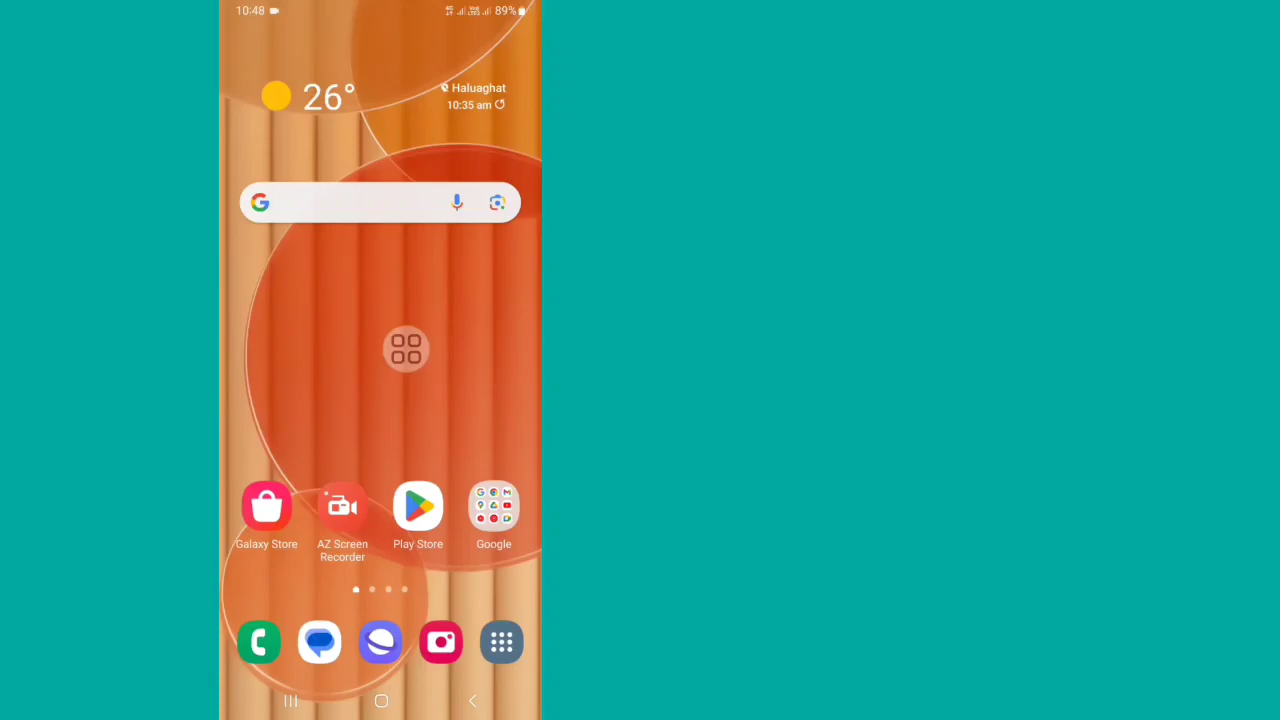 10:48
89%
26°
Haluaghat
10:35 am
Galaxy Store
AZ Screen
Recorder
Play Store
Google